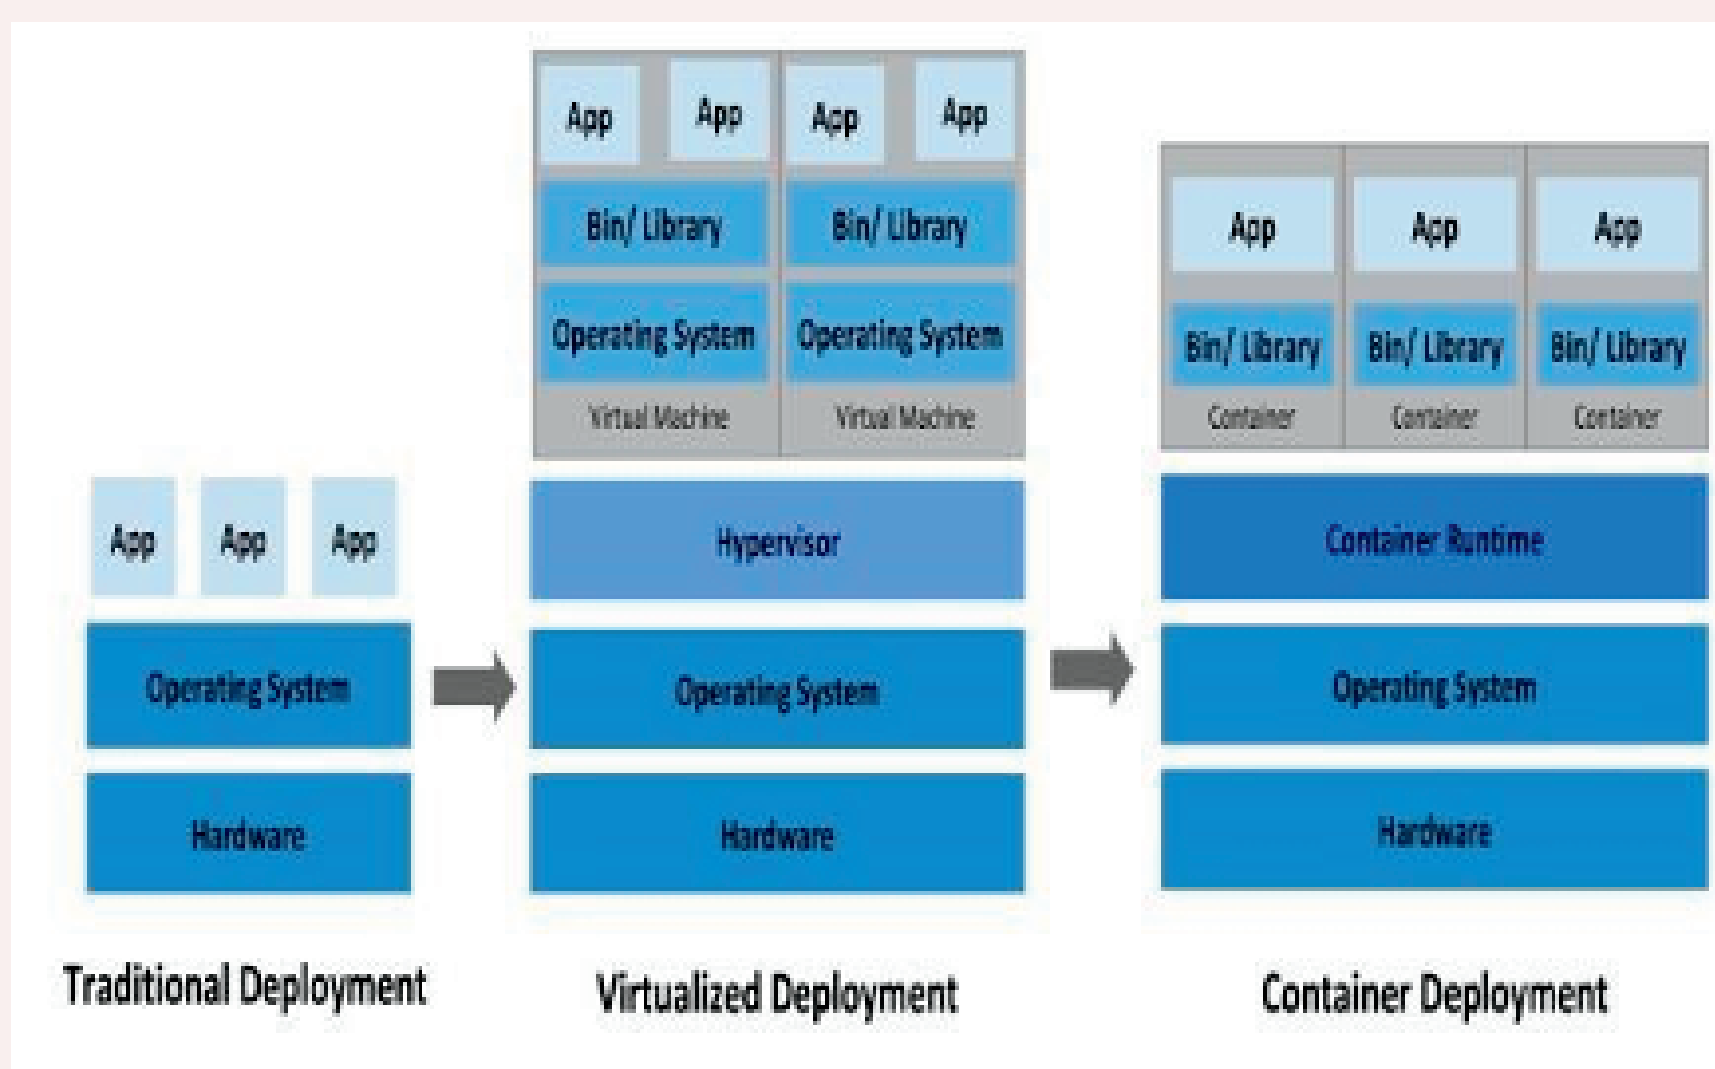 App App App
Operating System
Hardware
Traditional Deployment
App App App App
Bin/ Library Bin/ Library
Operating System Operating System
Virtual Machine Virtual Machine
Hypervisor
Operating System
Hardware
Virtualized Deployment
App App App
Bin/ Library Bin/ Library Bin/ Library
Container Container Container
Container Runtime
Operating System
Hardware
Container Deployment